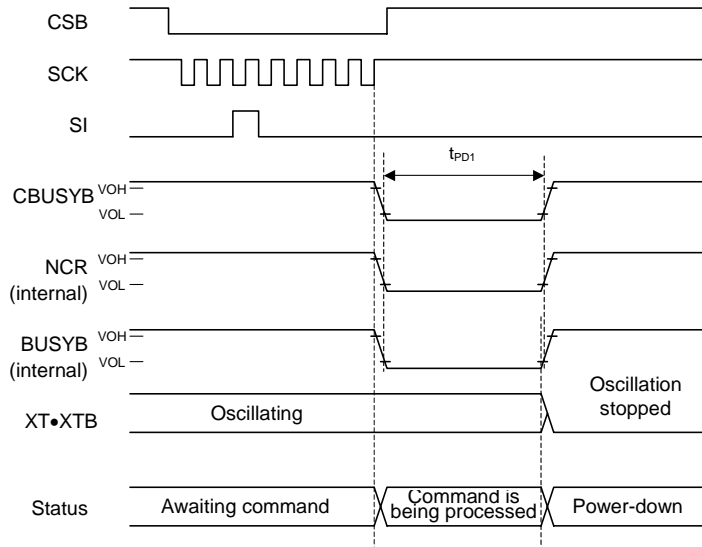 CSB
SCK
SI
tPD1
CBUSYB
VOH
VOL
NCR
(internal)
VOH
VOL
BUSYB
(internal)
VOH
VOL
XT•XTB
Oscillating
Oscillation
stopped
Status
Awaiting command
Command is
being processed
Power-down